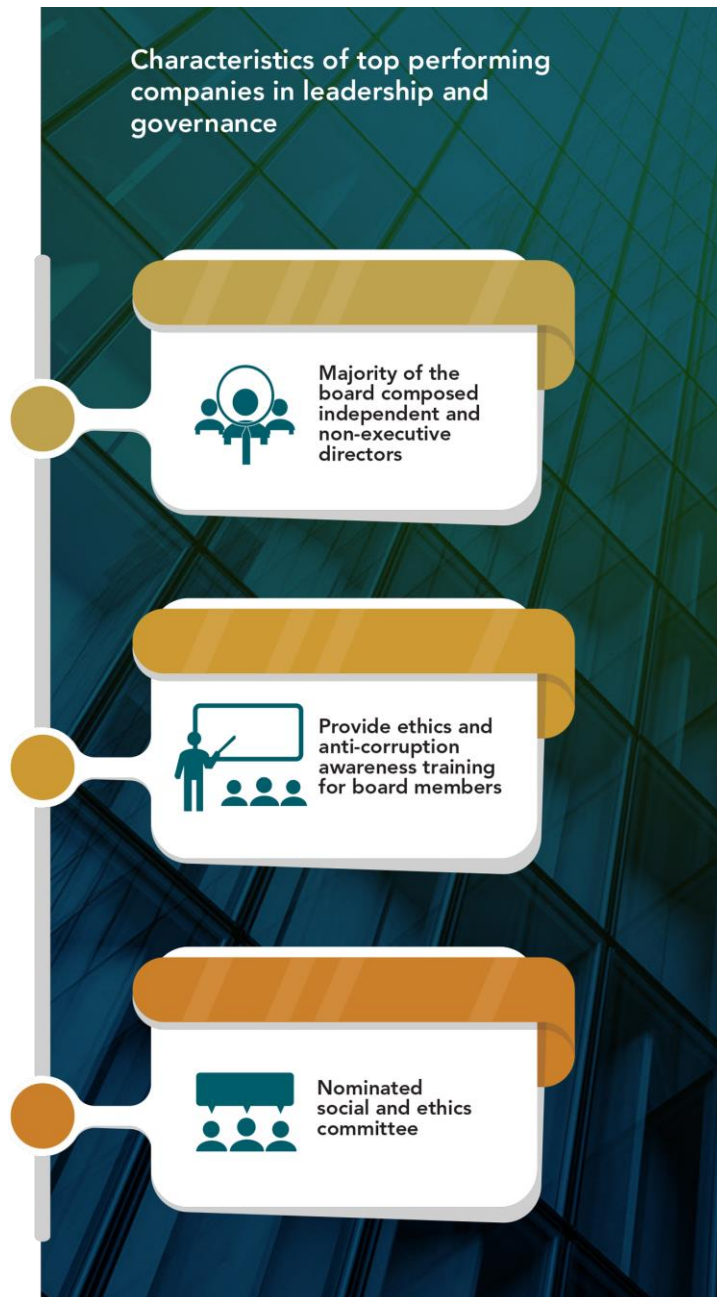 Characteristics of top performing
companies in leadership and
governance
Majority of the
board composed
independent and
non-executive
directors
Provide ethics and
anti-corruption
awareness training
for board members
Nominated
social and ethics
committee